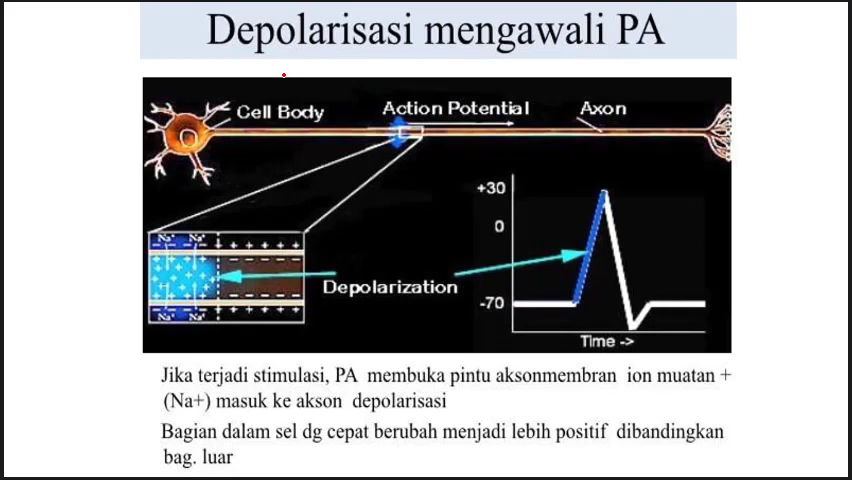 Depolarisasi mengawali PA
Cell Body
Action Potential
Axon
+30
0
-70
Na+ Na+
Depolarization
Na+ Na+
Time ->
Jika terjadi stimulasi, PA membuka pintu aksonmembran ion muatan +
(Na+) masuk ke akson depolarisasi
Bagian dalam sel dg cepat berubah menjadi lebih positif dibandingkan
bag. luar